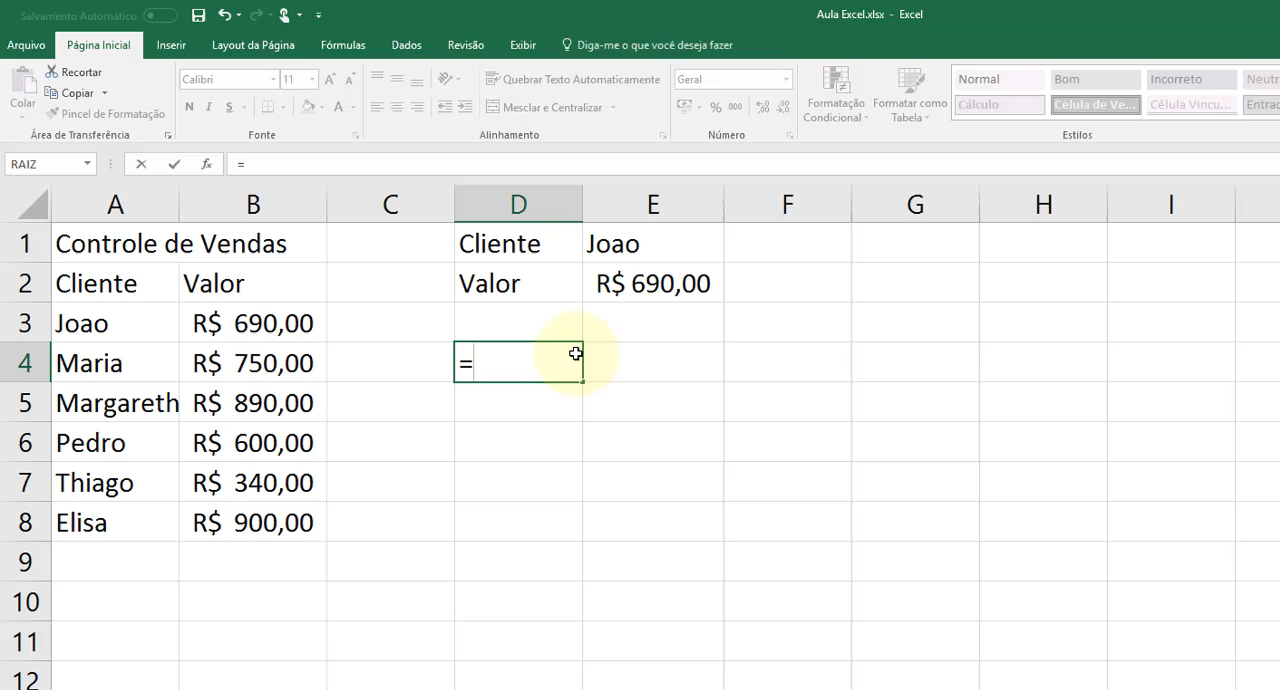 Salvamento Automático
Aula Excel.xlsx - Excel
Arquivo Página Inicial Inserir Layout da Página Fórmulas Dados Revisão Exibir Diga-me o que você deseja fazer
Colar
Recortar
Copiar
Pincel de Formatação
Área de Transferência
Calibri 11 A A
N I S A
Fonte
Quebrar Texto Automaticamente
Mesclar e Centralizar
Alinhamento
Geral
% 000
Número
Formatação Condicional
Formatar como Tabela
Normal Bom Incorreto Neutr
Cálculo Célula de Ve... Célula Vincu... Entrad
Estilos
RAIZ fx =
A B C D E F G H I
1 Controle de Vendas Cliente Joao
2 Cliente Valor Valor R$ 690,00
3 Joao R$ 690,00
4 Maria R$ 750,00 =
5 Margareth R$ 890,00
6 Pedro R$ 600,00
7 Thiago R$ 340,00
8 Elisa R$ 900,00
9
10
11
12